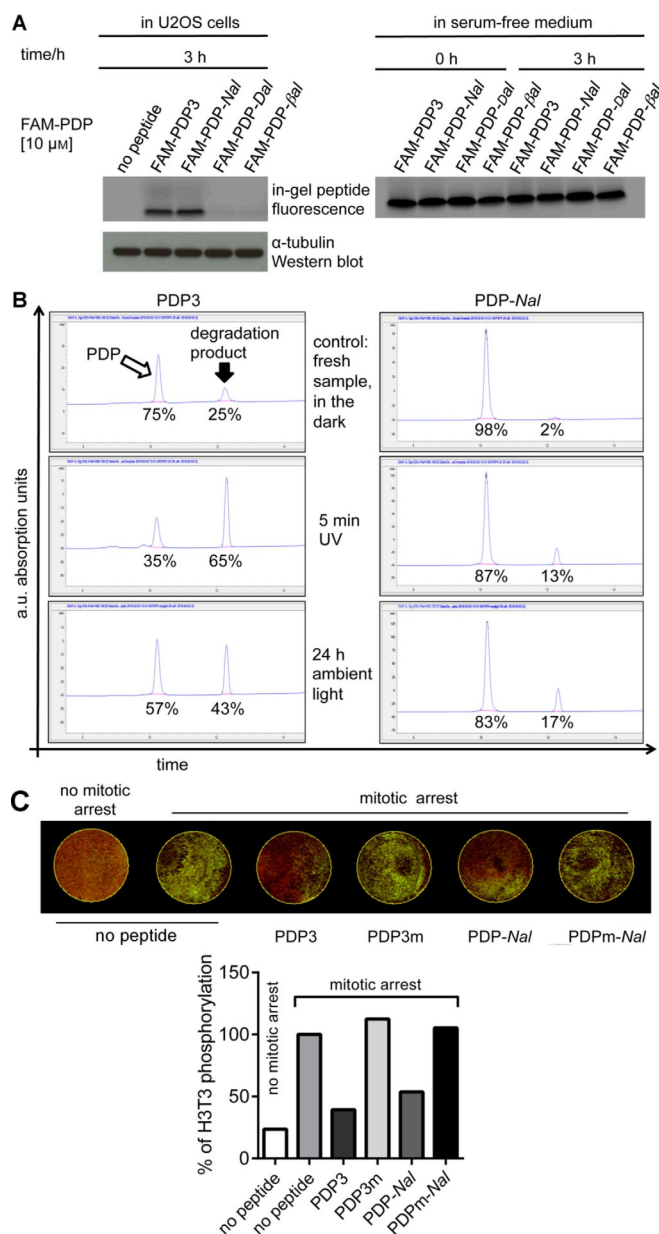 A
in U2OS cells
in serum-free medium
time/h
3 h
0 h
3 h
FAM-PDP
[10 µM]
no peptide
FAM-PDP3
FAM-PDP-Nal
FAM-PDP-Dal
FAM-PDP-βal
FAM-PDP3
FAM-PDP-Nal
FAM-PDP-Dal
FAM-PDP-βal
FAM-PDP3
FAM-PDP-Nal
FAM-PDP-Dal
FAM-PDP-βal
in-gel peptide
fluorescence
α-tubulin
Western blot
B
PDP3
PDP-Nal
a.u. absorption units
PDP
degradation
product
75%
25%
control:
fresh
sample,
in the
dark
98%
2%
35%
65%
5 min
UV
87%
13%
57%
43%
24 h
ambient
light
83%
17%
time
C
no mitotic
arrest
mitotic arrest
no peptide
PDP3
PDP3m
PDP-Nal
PDPm-Nal
% of H3T3 phosphorylation
150
100
50
0
no mitotic arrest
mitotic arrest
no peptide
no peptide
PDP3
PDP3m
PDP-Nal
PDPm-Nal